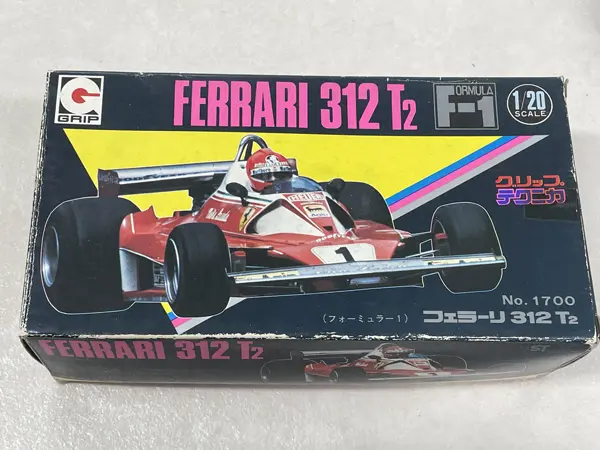 GRIP
FERRARI 312 T2
FORMULA
F-1
1/20
SCALE
グリップ
テクニカ
1
No. 1700
(フォーミュラー1) フェラーリ 312 T2
FERRARI 312 T2